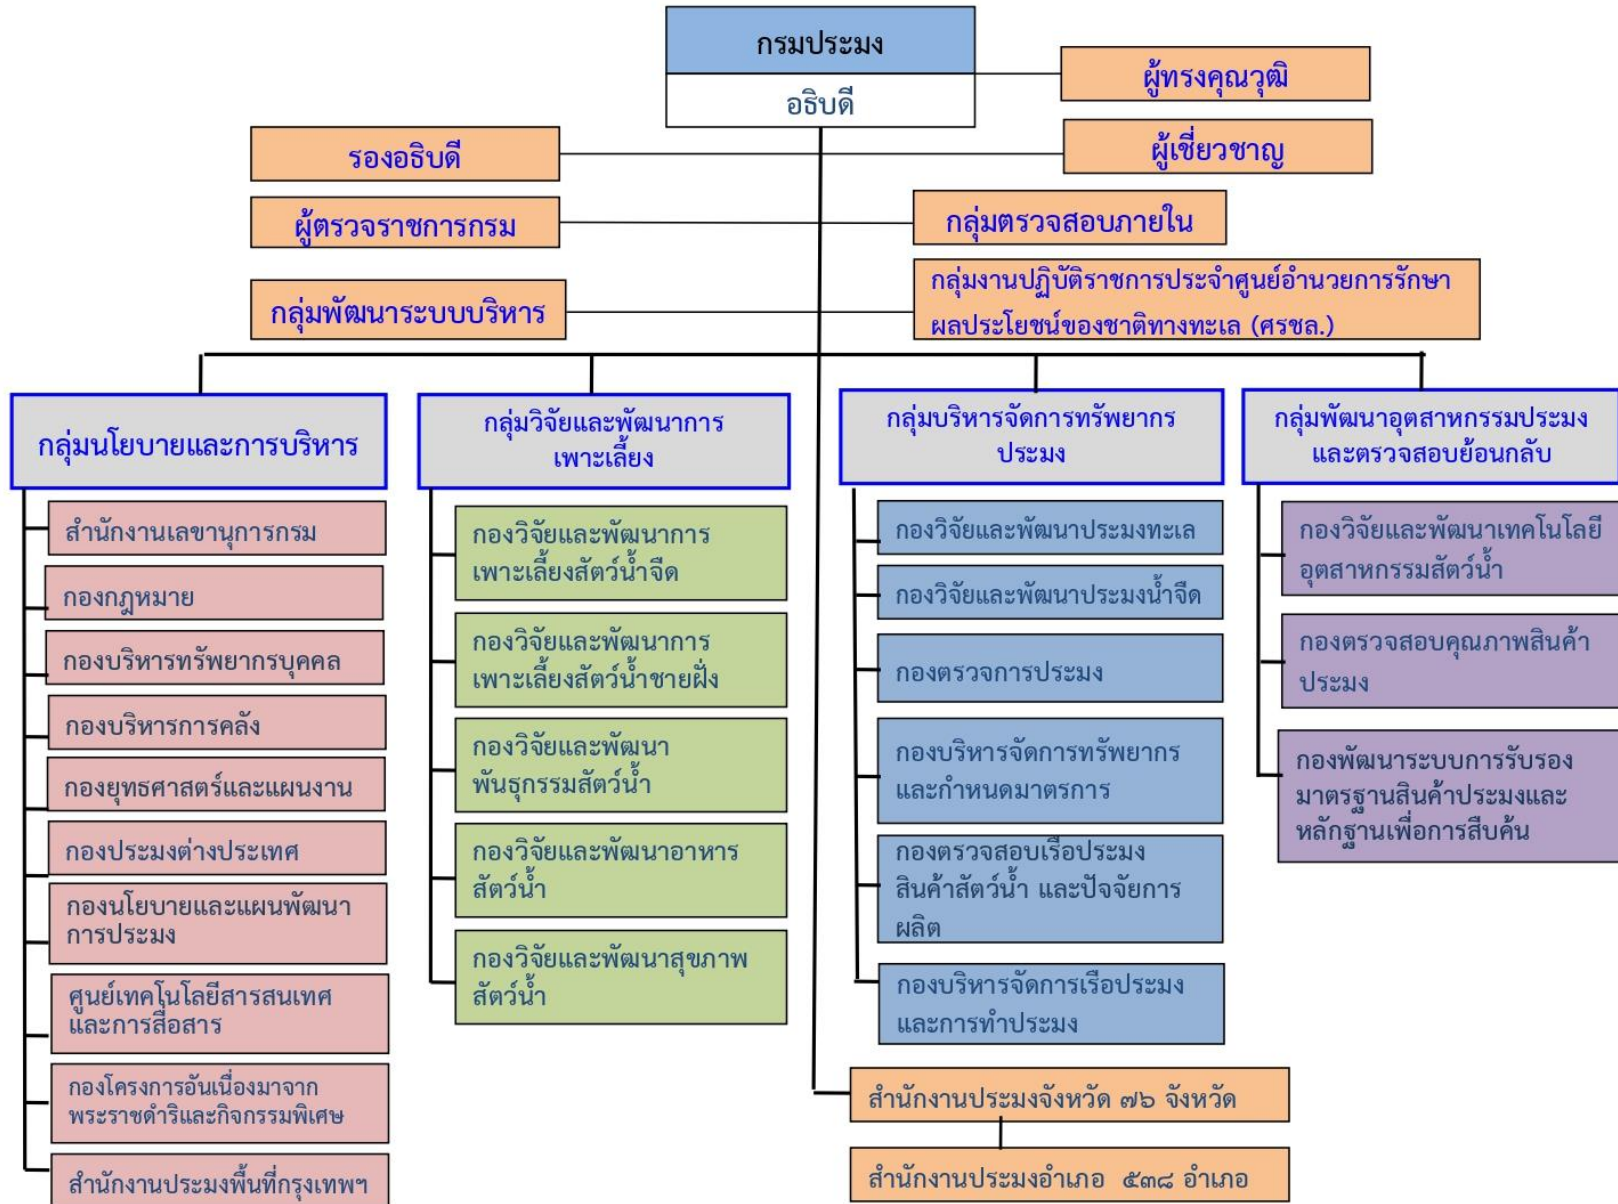 กรมประมง
อธิบดี
ผู้ทรงคุณวุฒิ
รองอธิบดี
ผู้เชี่ยวชาญ
ผู้ตรวจราชการกรม
กลุ่มตรวจสอบภายใน
กลุ่มพัฒนาระบบบริหาร
กลุ่มงานปฏิบัติราชการประจำศูนย์อำนวยการรักษา
ผลประโยชน์ของชาติทางทะเล (ศรชล.)
กลุ่มนโยบายและการบริหาร
สำนักงานเลขานุการกรม
กองกฎหมาย
กองบริหารทรัพยากรบุคคล
กองบริหารการคลัง
กองยุทธศาสตร์และแผนงาน
กองประมงต่างประเทศ
กองนโยบายและแผนพัฒนา
การประมง
ศูนย์เทคโนโลยีสารสนเทศ
และการสื่อสาร
กองโครงการอันเนื่องมาจาก
พระราชดำริและกิจกรรมพิเศษ
สำนักงานประมงพื้นที่กรุงเทพฯ
กลุ่มวิจัยและพัฒนาการ
เพาะเลี้ยง
กองวิจัยและพัฒนาการ
เพาะเลี้ยงสัตว์น้ำจืด
กองวิจัยและพัฒนาการ
เพาะเลี้ยงสัตว์น้ำชายฝั่ง
กองวิจัยและพัฒนา
พันธุกรรมสัตว์น้ำ
กองวิจัยและพัฒนาอาหาร
สัตว์น้ำ
กองวิจัยและพัฒนาสุขภาพ
สัตว์น้ำ
กลุ่มบริหารจัดการทรัพยากร
ประมง
กองวิจัยและพัฒนาประมงทะเล
กองวิจัยและพัฒนาประมงน้ำจืด
กองตรวจการประมง
กองบริหารจัดการทรัพยากร
และกำหนดมาตรการ
กองตรวจสอบเรือประมง
สินค้าสัตว์น้ำ และปัจจัยการ
ผลิต
กองบริหารจัดการเรือประมง
และการทำประมง
กลุ่มพัฒนาอุตสาหกรรมประมง
และตรวจสอบย้อนกลับ
กองวิจัยและพัฒนาเทคโนโลยี
อุตสาหกรรมสัตว์น้ำ
กองตรวจสอบคุณภาพสินค้า
ประมง
กองพัฒนาระบบการรับรอง
มาตรฐานสินค้าประมงและ
หลักฐานเพื่อการสืบค้น
สำนักงานประมงจังหวัด ๗๖ จังหวัด
สำนักงานประมงอำเภอ ๕๓๘ อำเภอ